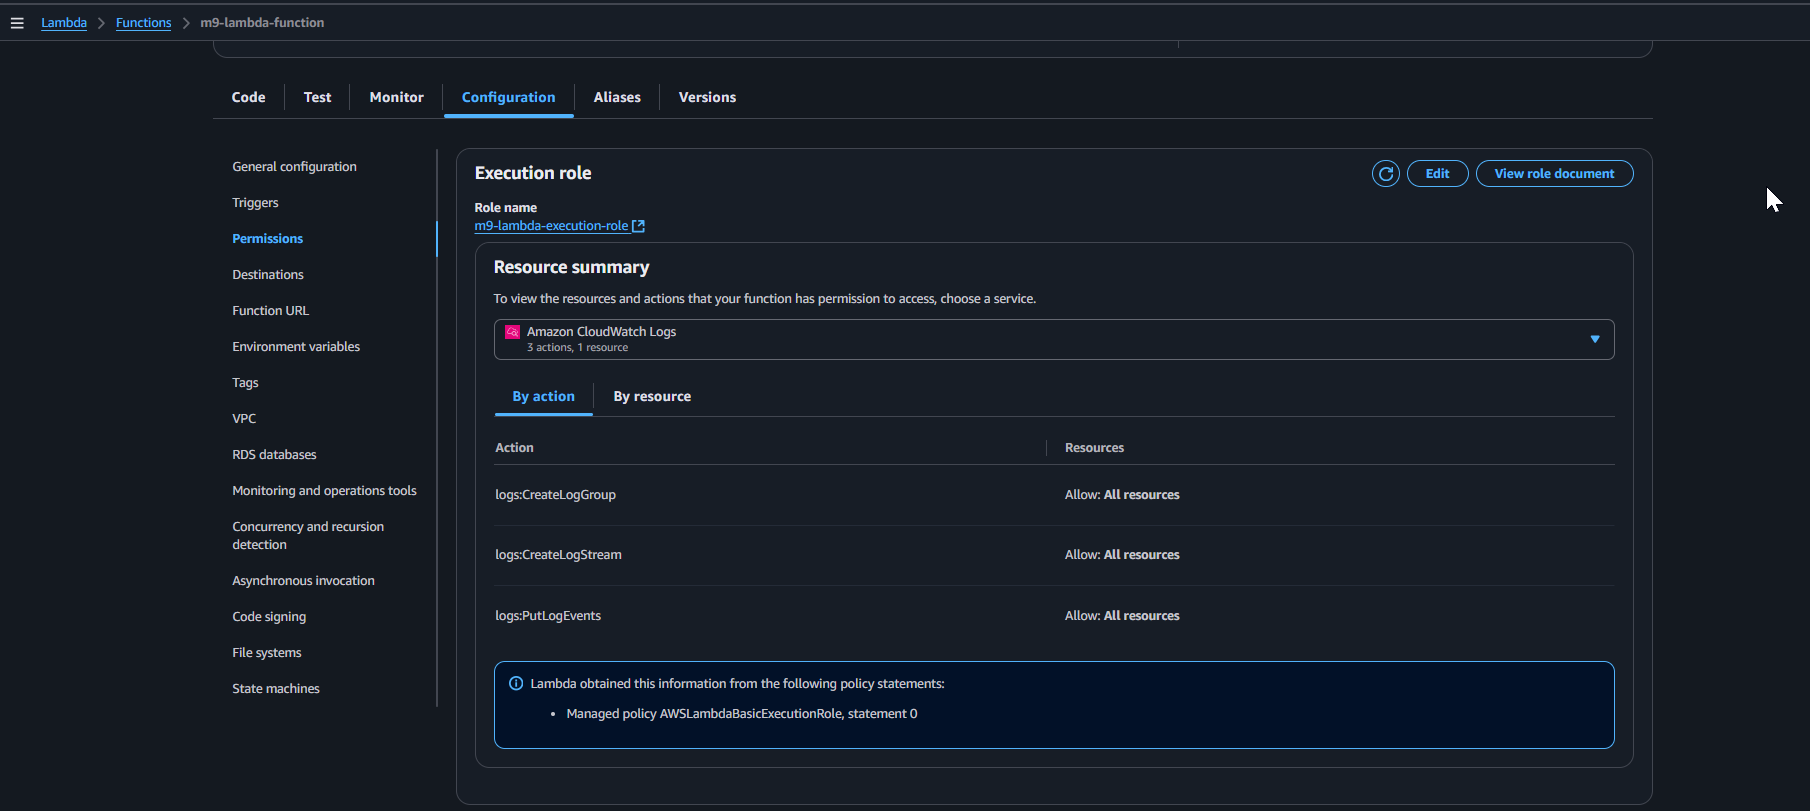 Lambda > Functions > m9-lambda-function
Code
Test
Monitor
Configuration
Aliases
Versions
General configuration
Triggers
Permissions
Destinations
Function URL
Environment variables
Tags
VPC
RDS databases
Monitoring and operations tools
Concurrency and recursion
detection
Asynchronous invocation
Code signing
File systems
State machines
Execution role
Edit
View role document
Role name
m9-lambda-execution-role
Resource summary
To view the resources and actions that your function has permission to access, choose a service.
Amazon CloudWatch Logs
3 actions, 1 resource
By action
By resource
Action
Resources
logs:CreateLogGroup
Allow: All resources
logs:CreateLogStream
Allow: All resources
logs:PutLogEvents
Allow: All resources
Lambda obtained this information from the following policy statements:
• Managed policy AWSLambdaBasicExecutionRole, statement 0